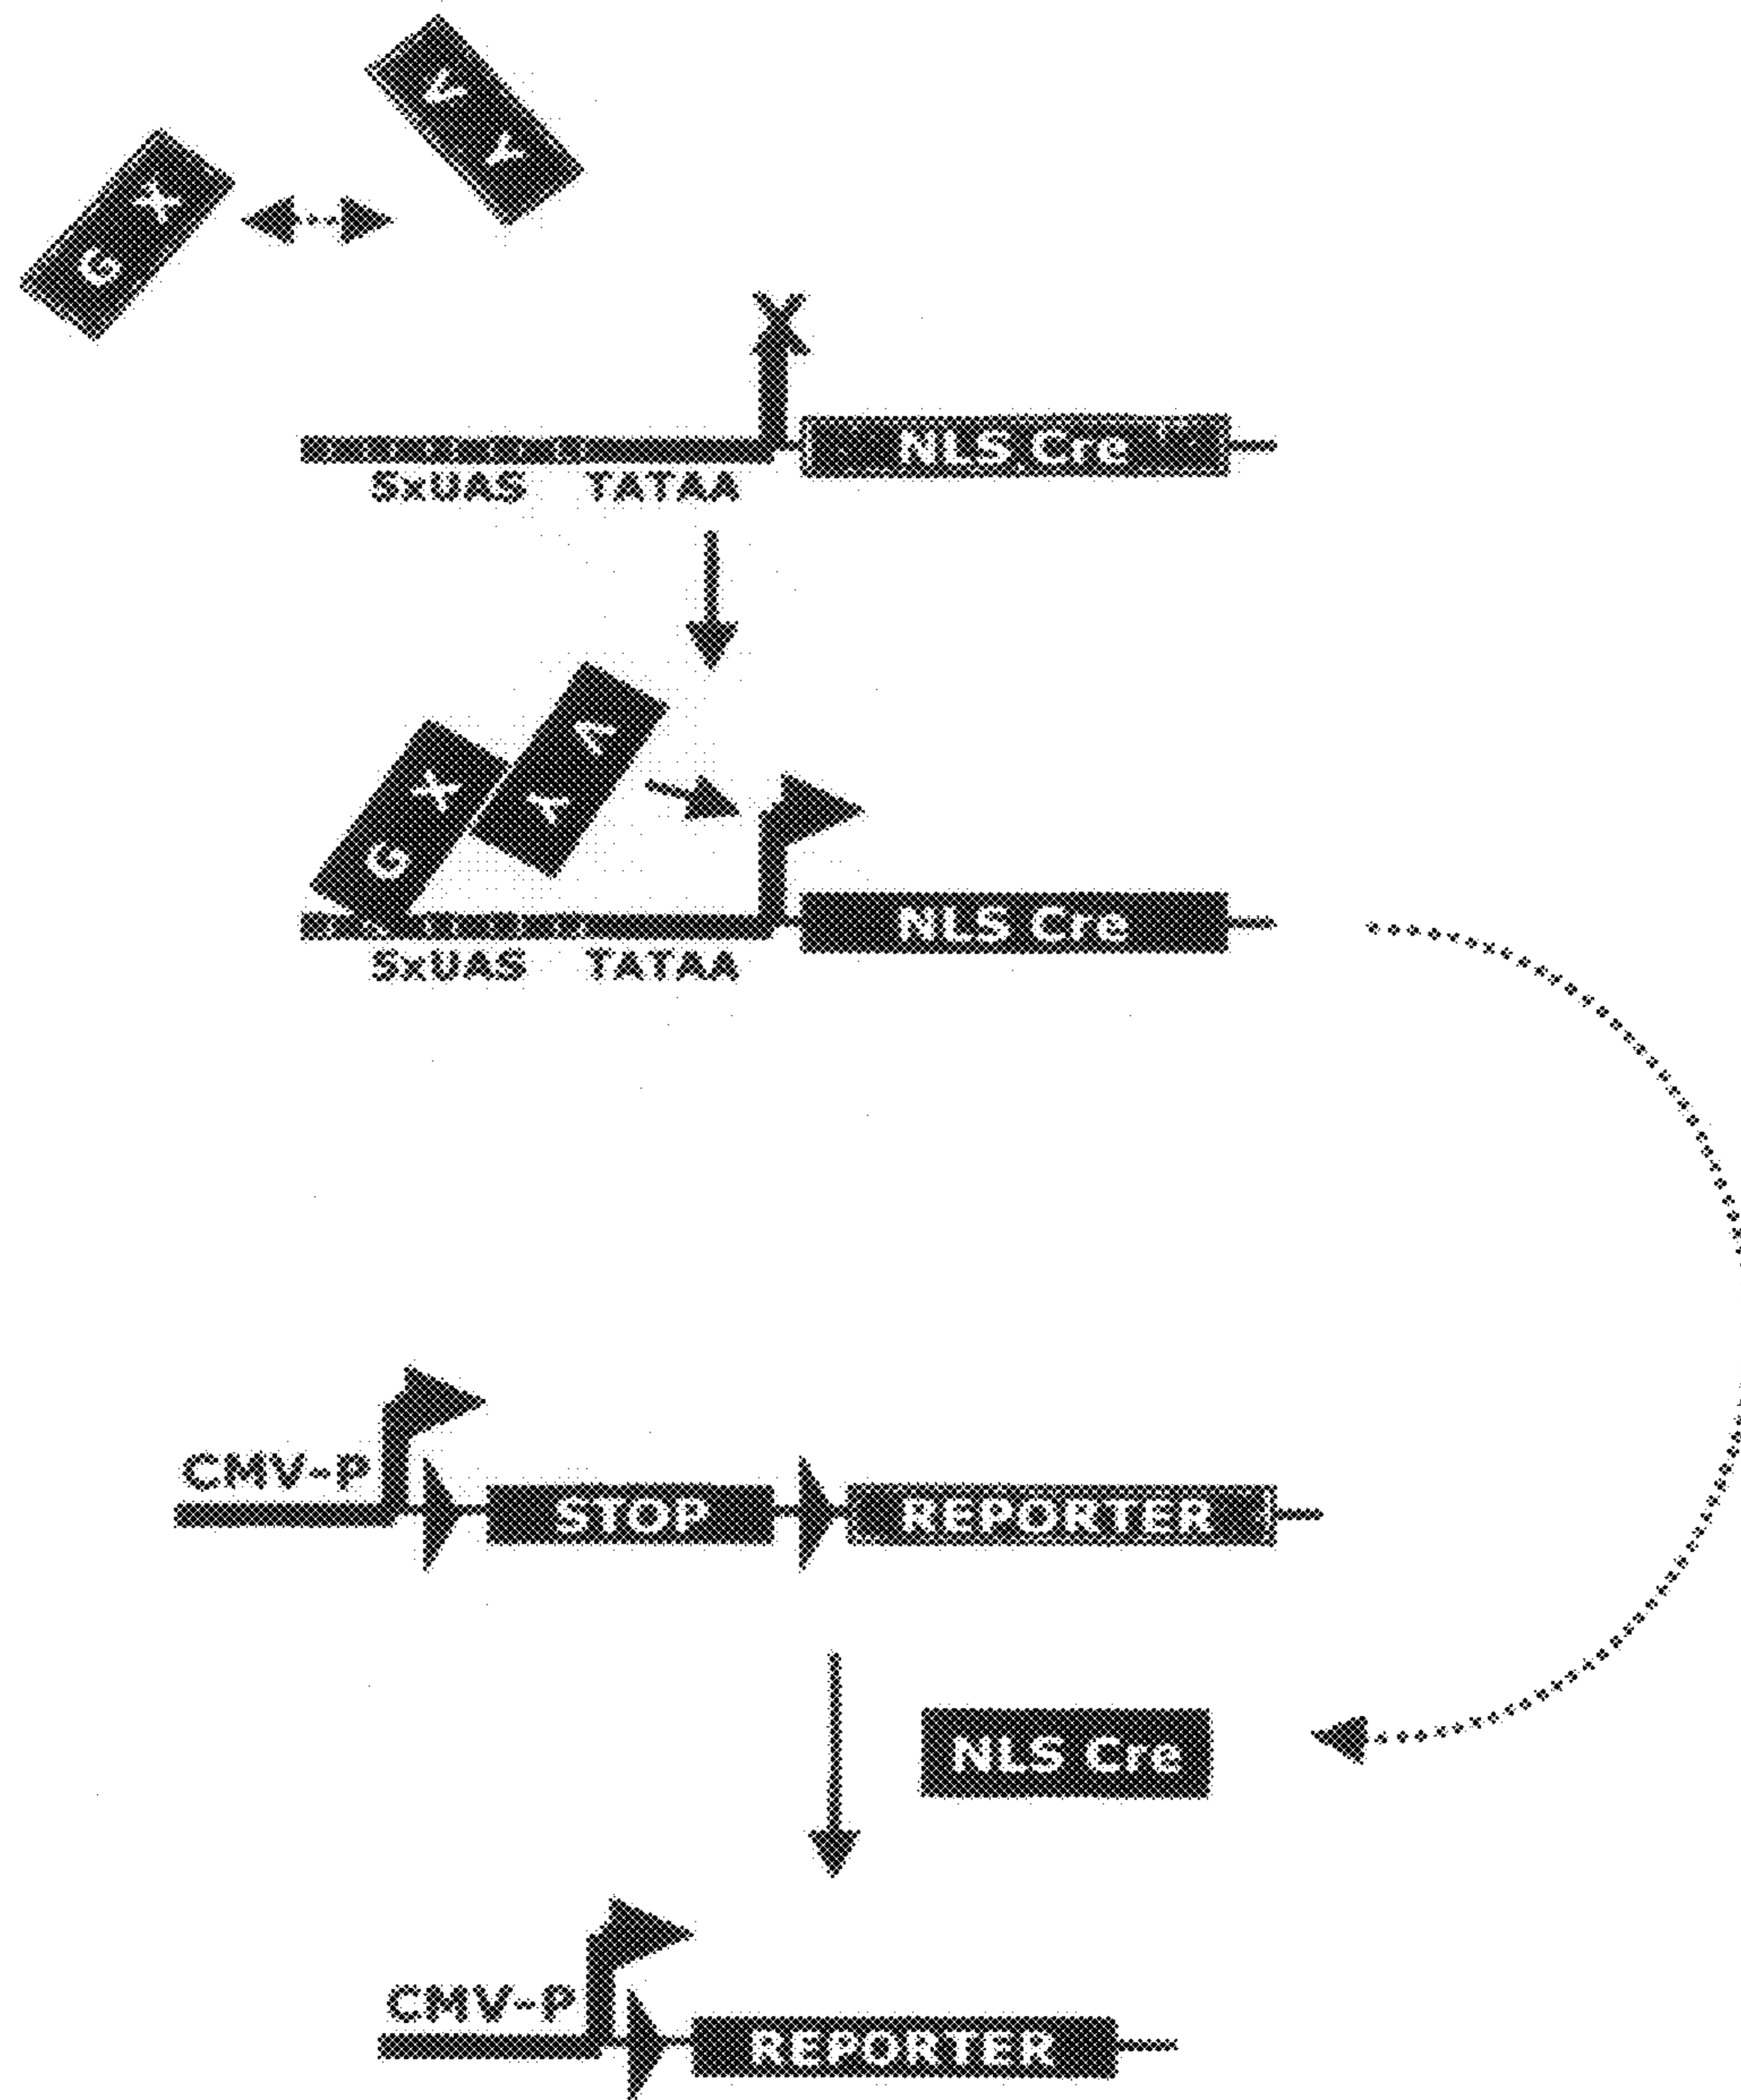 V Y
G X
X
NLS Cre
5xUAS TATAA
A
X Y
G
NLS Cre
5xUAS TATAA
CMV-P
STOP REPORTER
NLS Cre
CMV-P
REPORTER